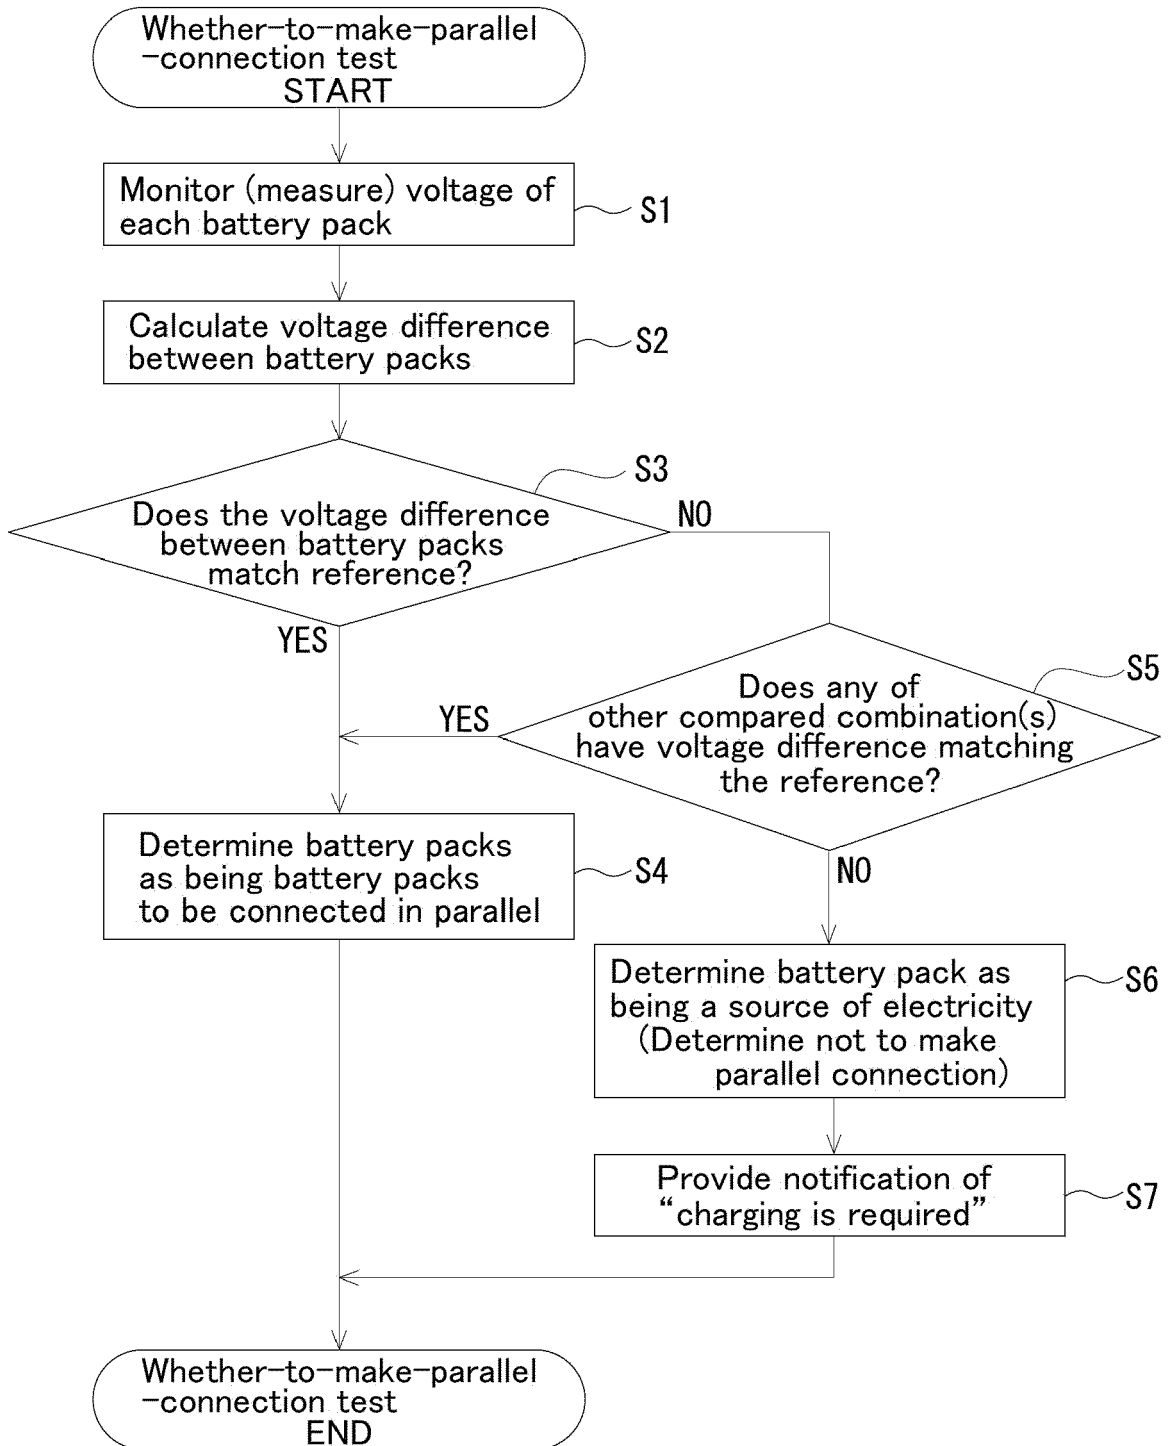 Whether-to-make-parallel
-connection test
START
Monitor (measure) voltage of
each battery pack
S1
Calculate voltage difference
between battery packs
S2
S3
Does the voltage difference
between battery packs
match reference?
NO
YES
S5
Does any of
other compared combination(s)
have voltage difference matching
the reference?
YES
NO
Determine battery packs
as being battery packs
to be connected in parallel
S4
Determine battery pack as
being a source of electricity
(Determine not to make
parallel connection)
S6
Provide notification of
“charging is required”
S7
Whether-to-make-parallel
-connection test
END